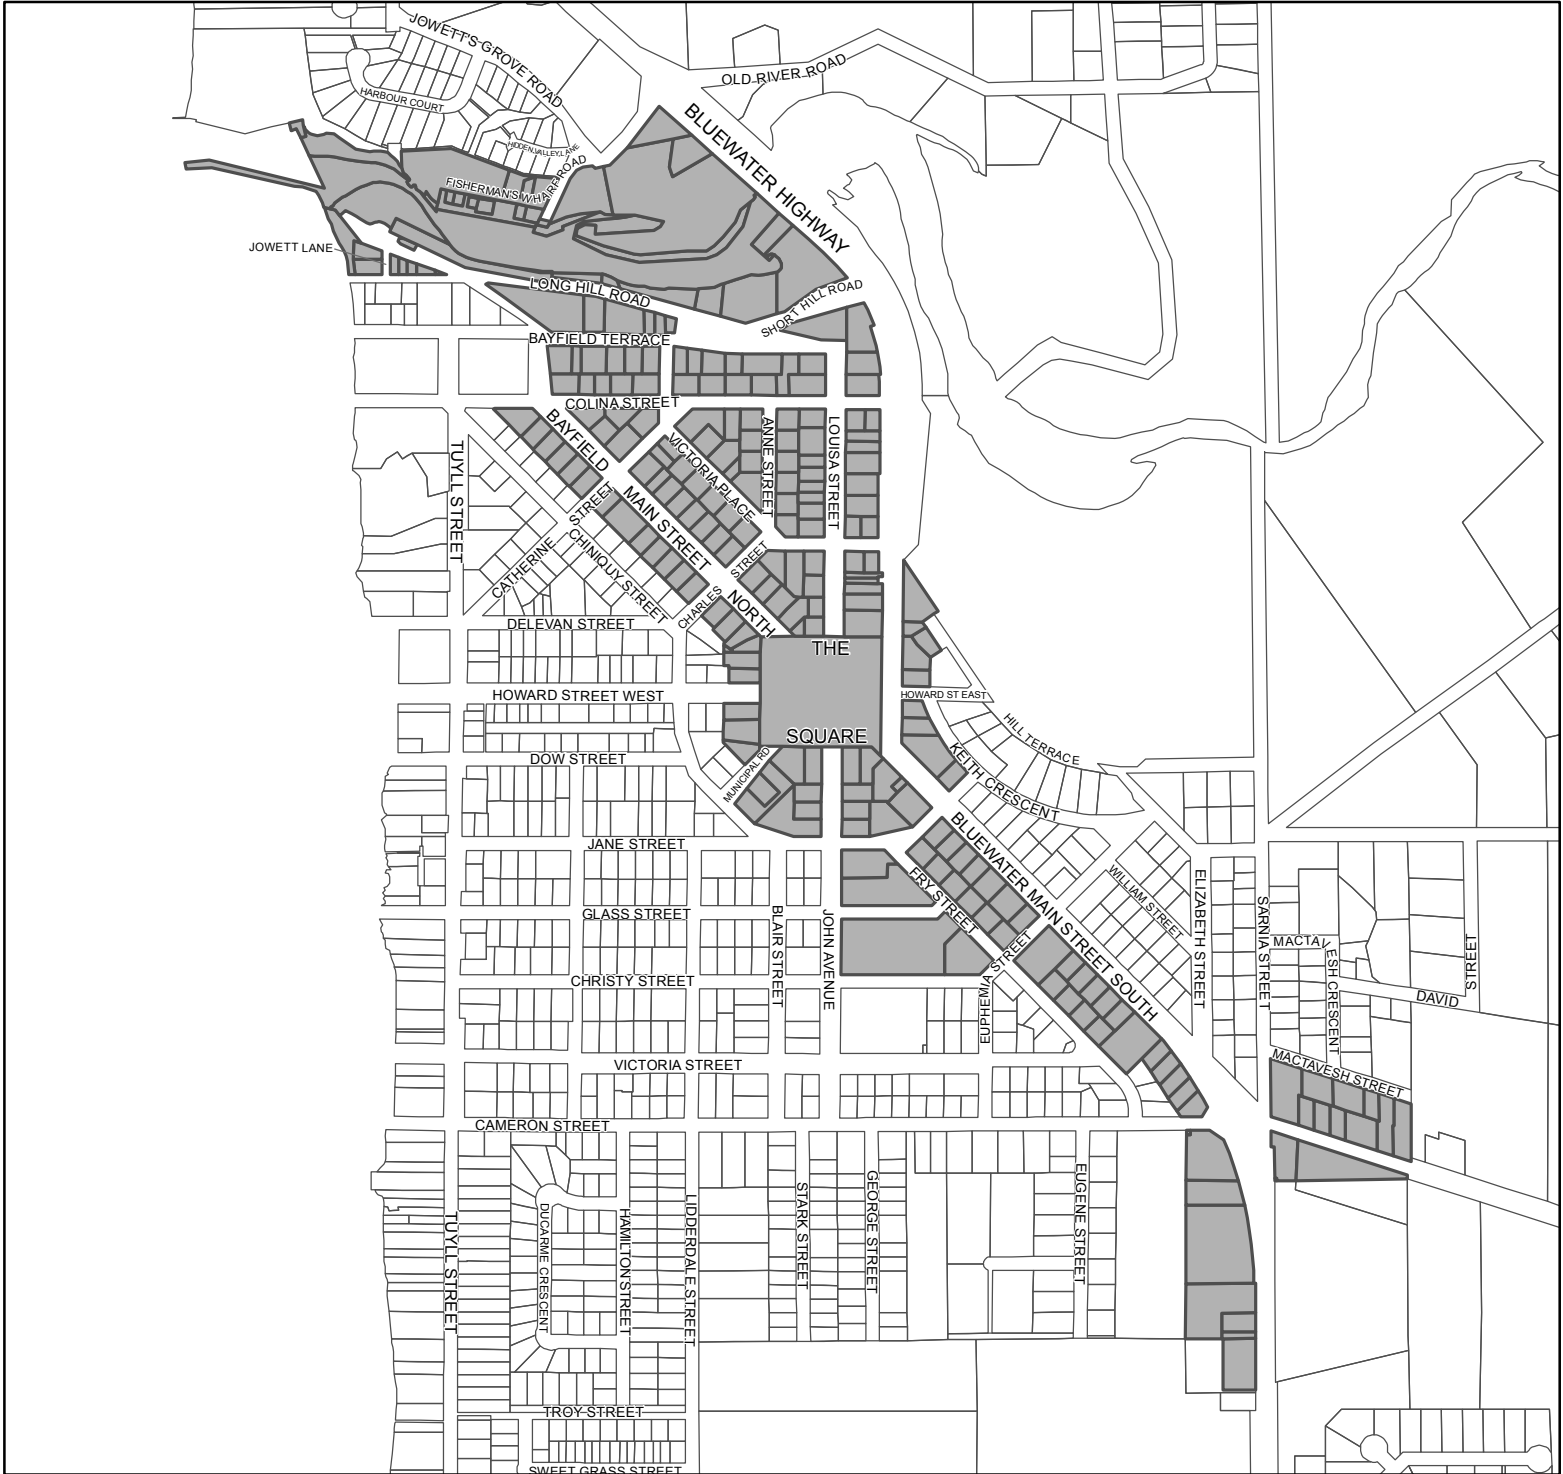 JOWETT'S GROVE ROAD
OLD RIVER ROAD
HARBOUR COURT
BLUEWATER HIGHWAY
HIDDEN VALLEY LANE
FISHERMAN'S WHARF ROAD
JOWETT LANE
LONG HILL ROAD
SHORT HILL ROAD
BAYFIELD TERRACE
COLINA STREET
BAYFIELD
MAIN STREET
NORTH
VICTORIA PLACE
ANNE STREET
LOUISA STREET
TUYLL STREET
CATHERINE
STREET
CHINIQUY STREET
CHARLES
STREET
DELEVAN STREET
THE
SQUARE
HOWARD STREET WEST
HOWARD ST EAST
HILL TERRACE
DOW STREET
MUNICIPAL RD
KEITH CRESCENT
JANE STREET
BLUEWATER MAIN STREET SOUTH
FRY STREET
WILLIAM STREET
ELIZABETH STREET
SARNIA STREET
GLASS STREET
BLAIR STREET
JOHN AVENUE
MACTAV
ESH CRESCENT
DAVID
STREET
CHRISTY STREET
EUPHEMIA
STREET
VICTORIA STREET
MACTAVESH STREET
CAMERON STREET
TUYLL STREET
DUCARME CRESCENT
HAMILTON STREET
LIDDERDALE STREET
STARK STREET
GEORGE STREET
EUGENE STREET
TROY STREET
SWEET GRASS STREET